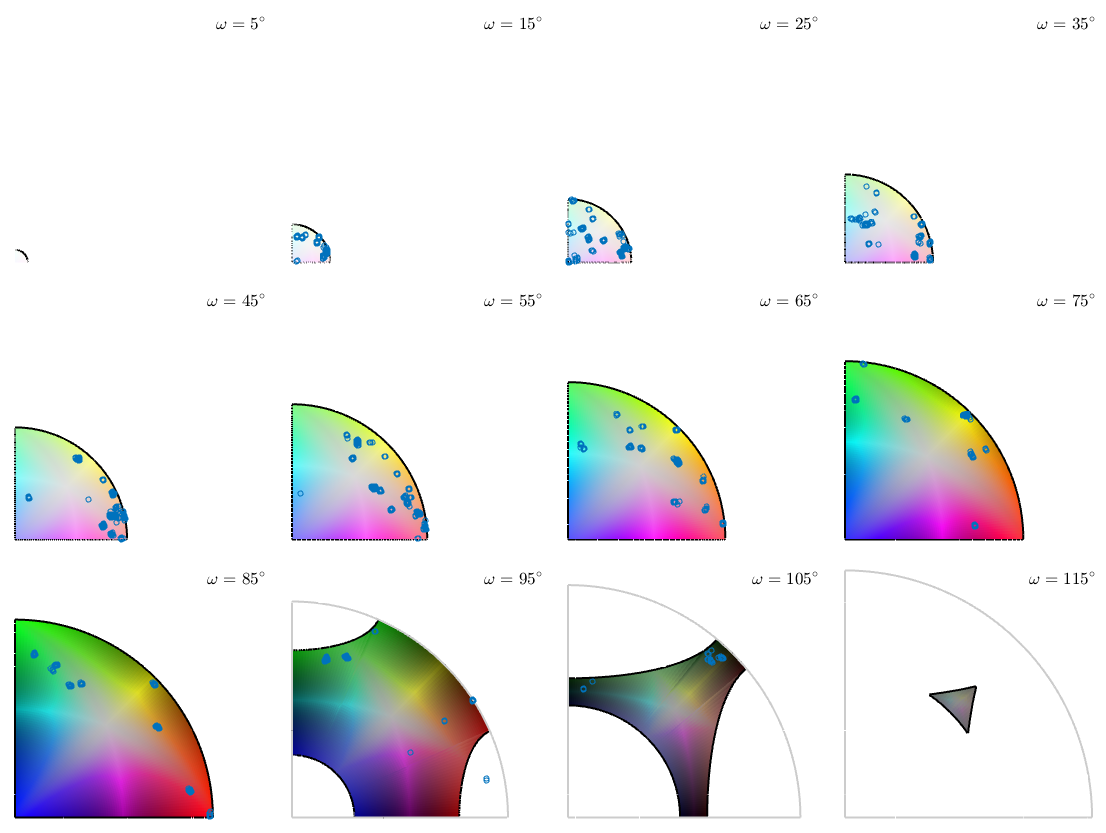 ω = 5°
ω = 15°
ω = 25°
ω = 35°
ω = 45°
ω = 55°
ω = 65°
ω = 75°
ω = 85°
ω = 95°
ω = 105°
ω = 115°